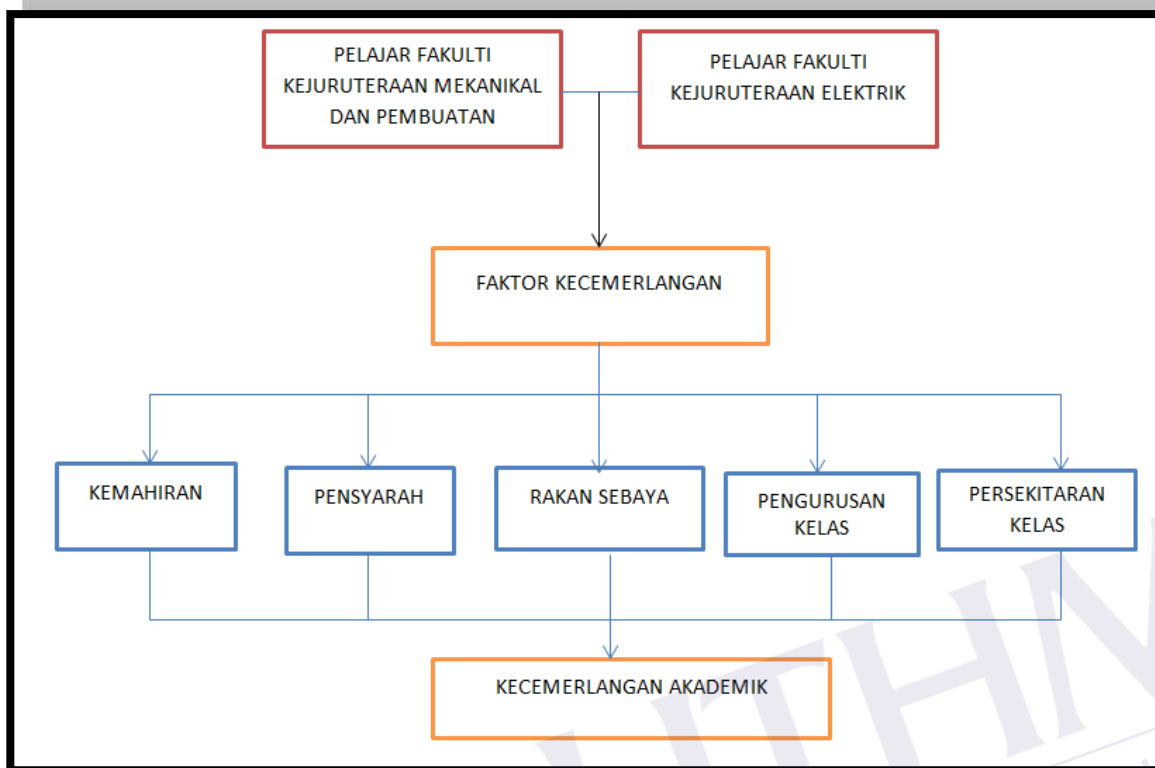 PELAJAR FAKULTI
KEJURUTERAAN MEKANIKAL
DAN PEMBUATAN
PELAJAR FAKULTI
KEJURUTERAAN ELEKTRIK
FAKTOR KECEMERLANGAN
KEMAHIRAN
PENSYARAH
RAKAN SEBAYA
PENGURUSAN
KELAS
PERSEKITARAN
KELAS
KECEMERLANGAN AKADEMIK
UTHM